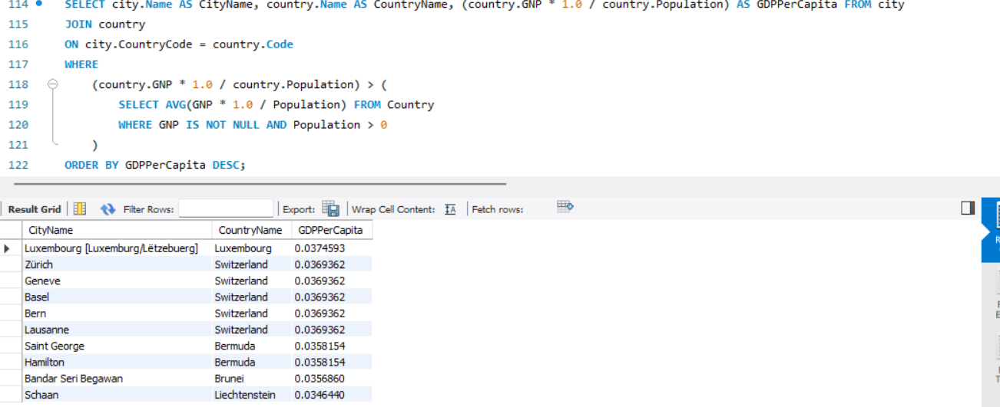 114 SELECT city.Name AS CityName, country.Name AS CountryName, (country.GNP * 1.0 / country.Population) AS GDPPerCapita FROM city
115 JOIN country
116 ON city.CountryCode = country.Code
117 WHERE
118 (country.GNP * 1.0 / country.Population) > (
119 SELECT AVG(GNP * 1.0 / Population) FROM Country
120 WHERE GNP IS NOT NULL AND Population > 0
121 )
122 ORDER BY GDPPerCapita DESC;
Result Grid Filter Rows: Export: Wrap Cell Content: IA Fetch rows:
CityName CountryName GDPPerCapita
Luxembourg [Luxemburg/Lëtzebuerg] Luxembourg 0.0374593
Zürich Switzerland 0.0369362
Geneve Switzerland 0.0369362
Basel Switzerland 0.0369362
Bern Switzerland 0.0369362
Lausanne Switzerland 0.0369362
Saint George Bermuda 0.0358154
Hamilton Bermuda 0.0358154
Bandar Seri Begawan Brunei 0.0356860
Schaan Liechtenstein 0.0346440